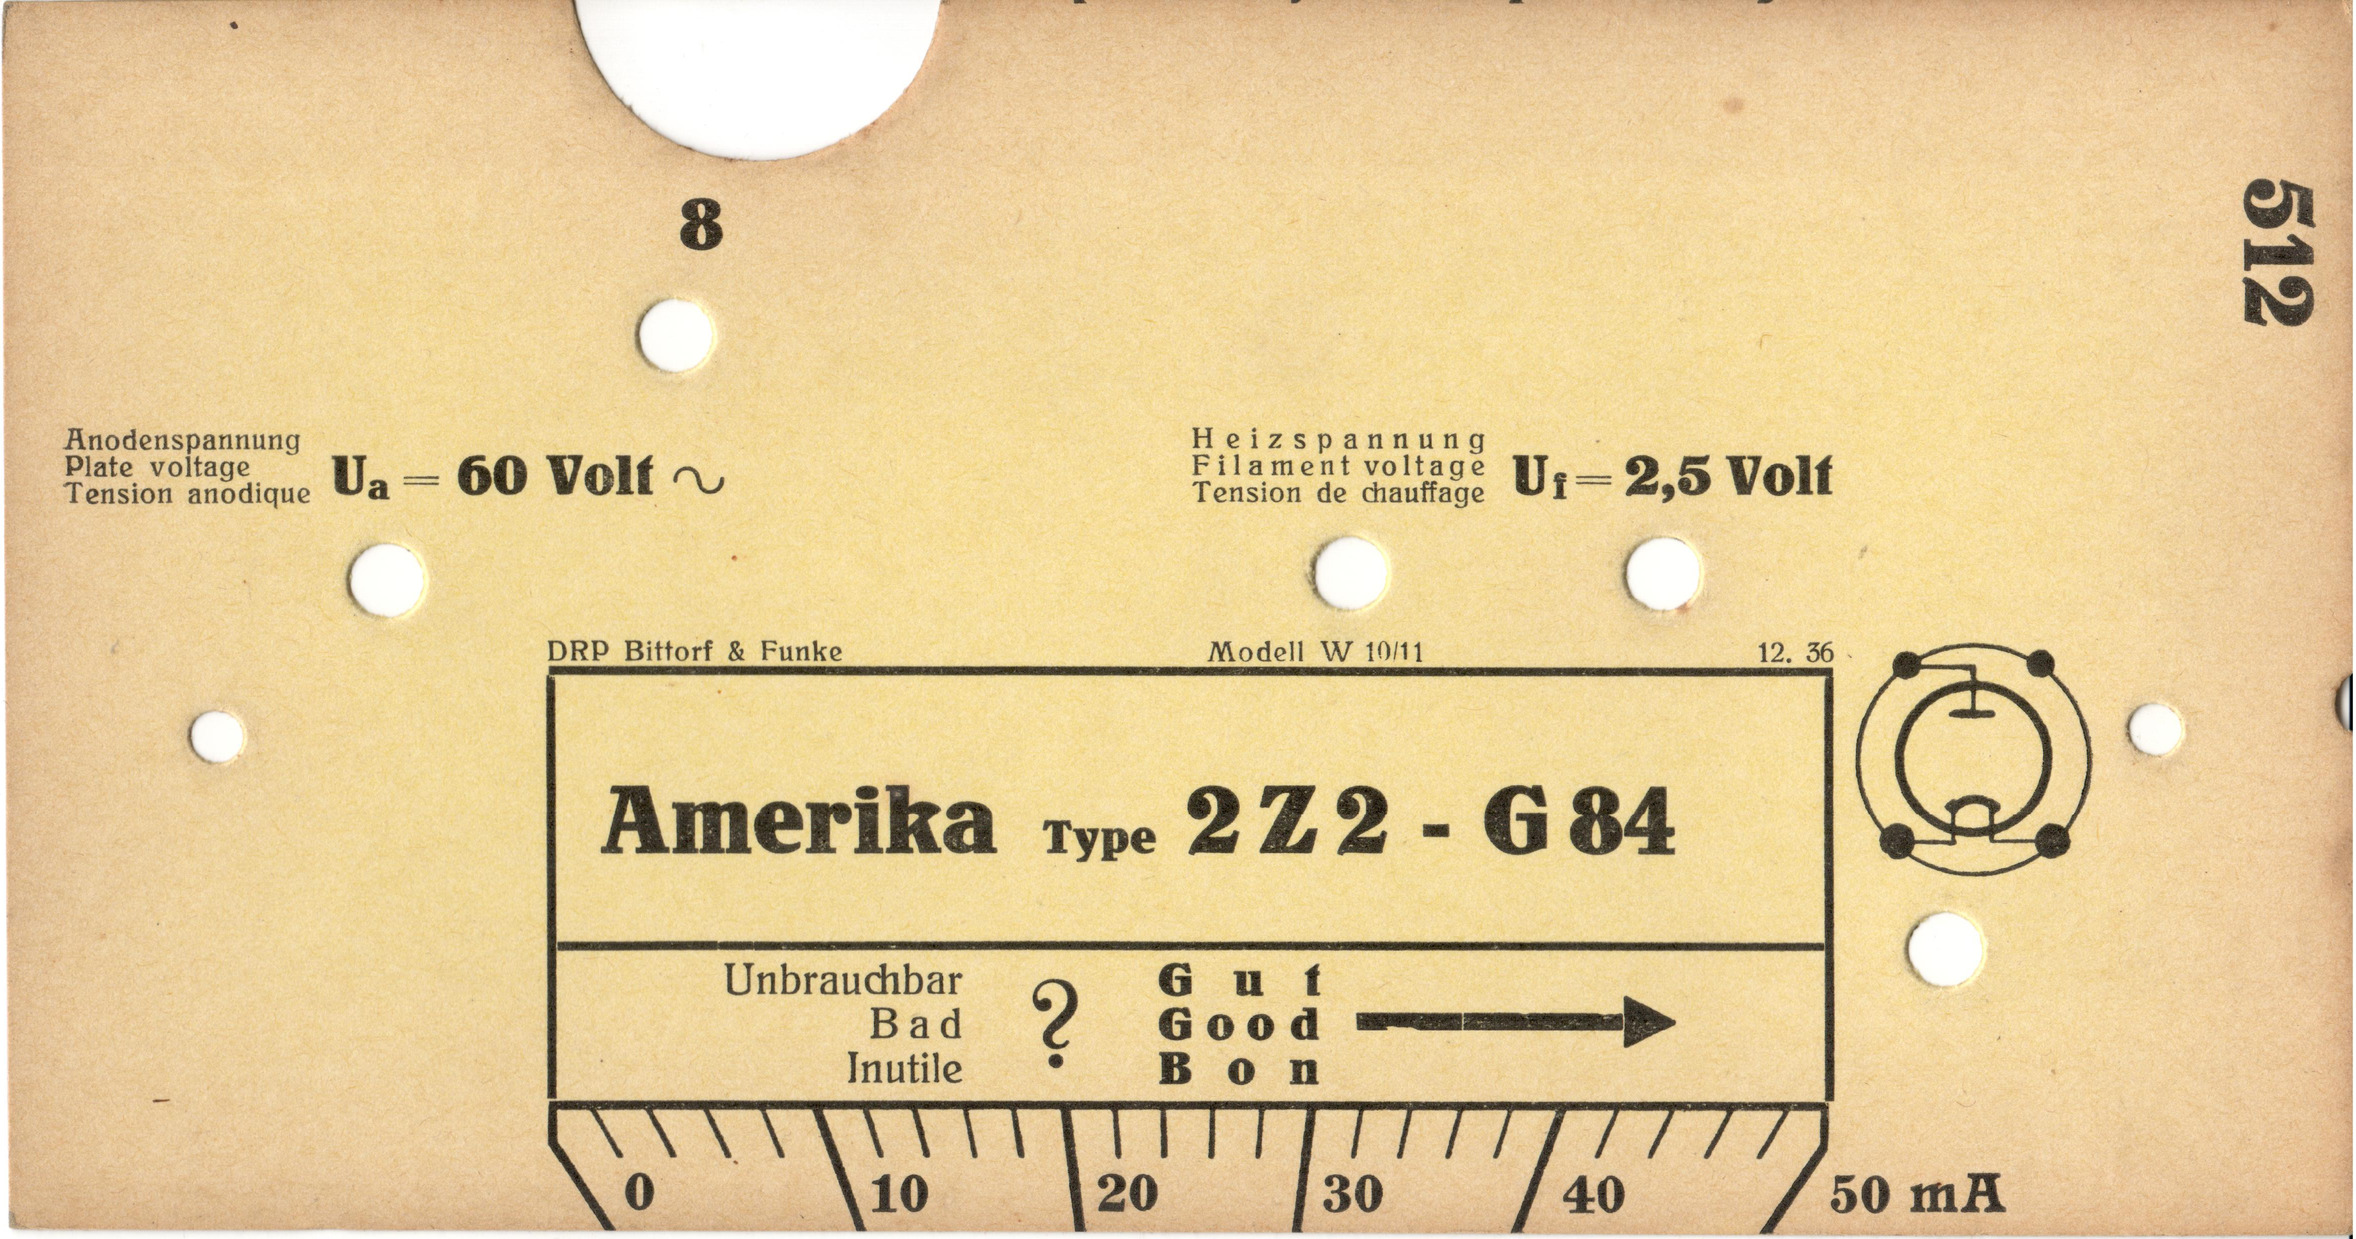 8
512
Anodenspannung
Plate voltage
Tension anodique
Ua = 60 Volt ~
Heizspannung
Filament voltage
Tension de chauffage
Uf = 2,5 Volt
DRP Bittorf & Funke Modell W 10/11 12. 36
Amerika Type 2Z2 - G84
Unbrauchbar
Bad
Inutile
?
Gut
Good
Bon
0 10 20 30 40 50 mA